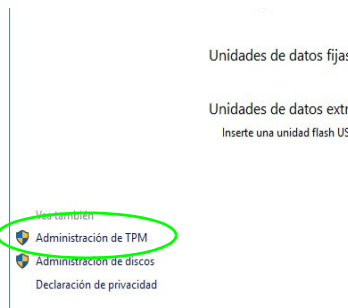 Unidades de datos fijas
Unidades de datos extr
Inserte una unidad flash US
Vea también
Administración de TPM
Administración de discos
Declaración de privacidad